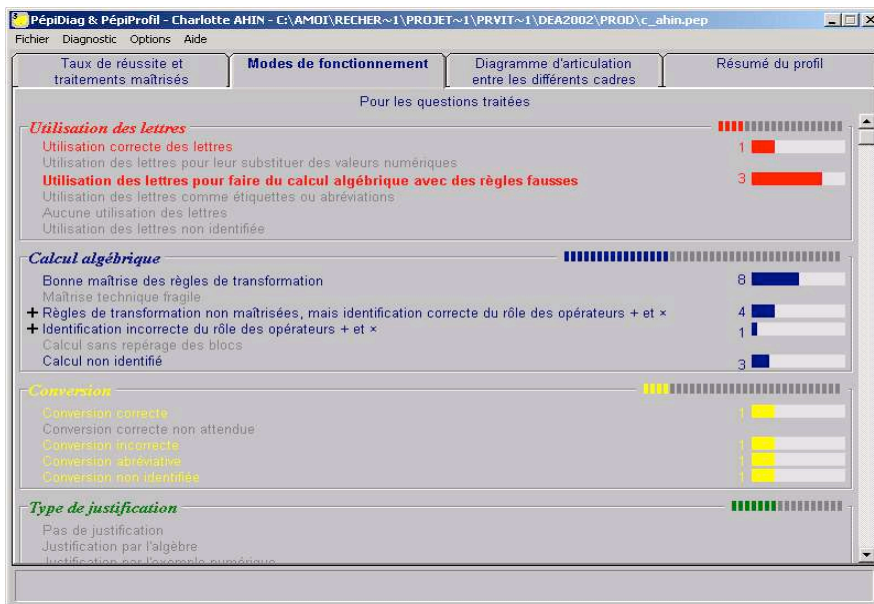 PépiDiag & PépiProfil - Charlotte AHIN - C:\AMOI\RECHER~1\PROJET~1\PRVIT~1\DEA2002\PROD\c_ahin.pep
Fichier Diagnostic Options Aide
Taux de réussite et traitements maîtrisés
Modes de fonctionnement
Diagramme d'articulation entre les différents cadres
Résumé du profil
Pour les questions traitées
Utilisation des lettres
Utilisation correcte des lettres 1
Utilisation des lettres pour leur substituer des valeurs numériques
Utilisation des lettres pour faire du calcul algébrique avec des règles fausses 3
Utilisation des lettres comme étiquettes ou abréviations
Aucune utilisation des lettres
Utilisation des lettres non identifiée
Calcul algébrique
Bonne maîtrise des règles de transformation 8
Maîtrise technique fragile
+ Règles de transformation non maîtrisées, mais identification correcte du rôle des opérateurs + et × 4
+ Identification incorrecte du rôle des opérateurs + et × 1
Calcul sans repérage des blocs
Calcul non identifié 3
Conversion
Conversion correcte 1
Conversion correcte non attendue
Conversion incorrecte 1
Conversion abréviative 1
Conversion non identifiée 1
Type de justification
Pas de justification
Justification par l'algèbre
Justification par l'exemple numérique